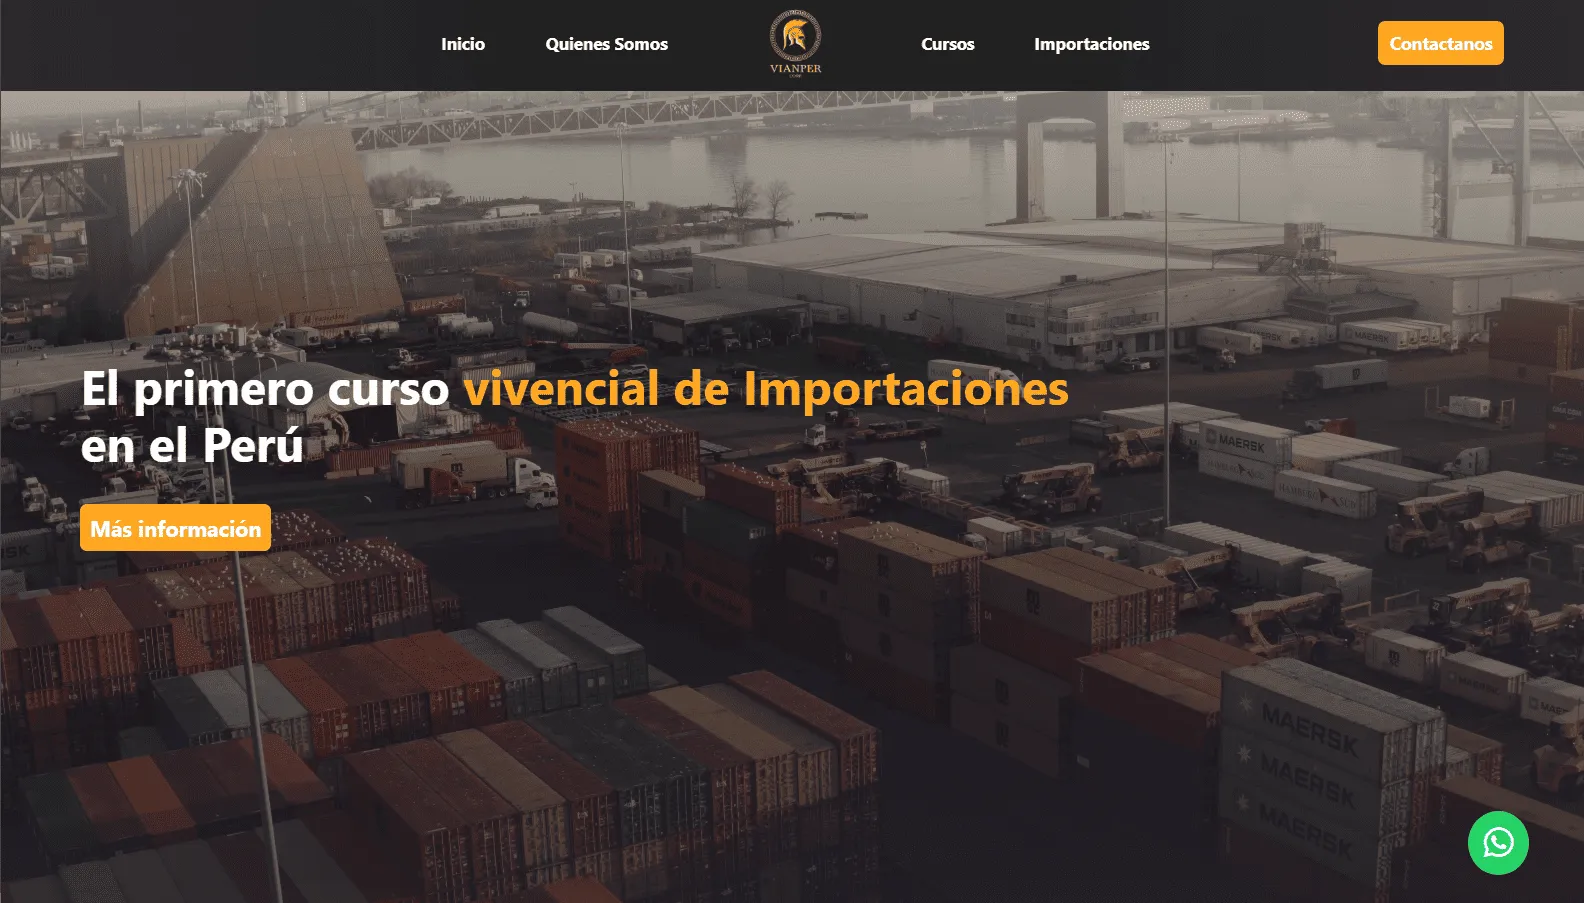 Inicio
Quienes Somos
VIANPER
Cursos
Importaciones
Contactanos
El primero curso vivencial de Importaciones
en el Perú
Más información
MAERSK
MAERSK
MAERSK
MAERSK